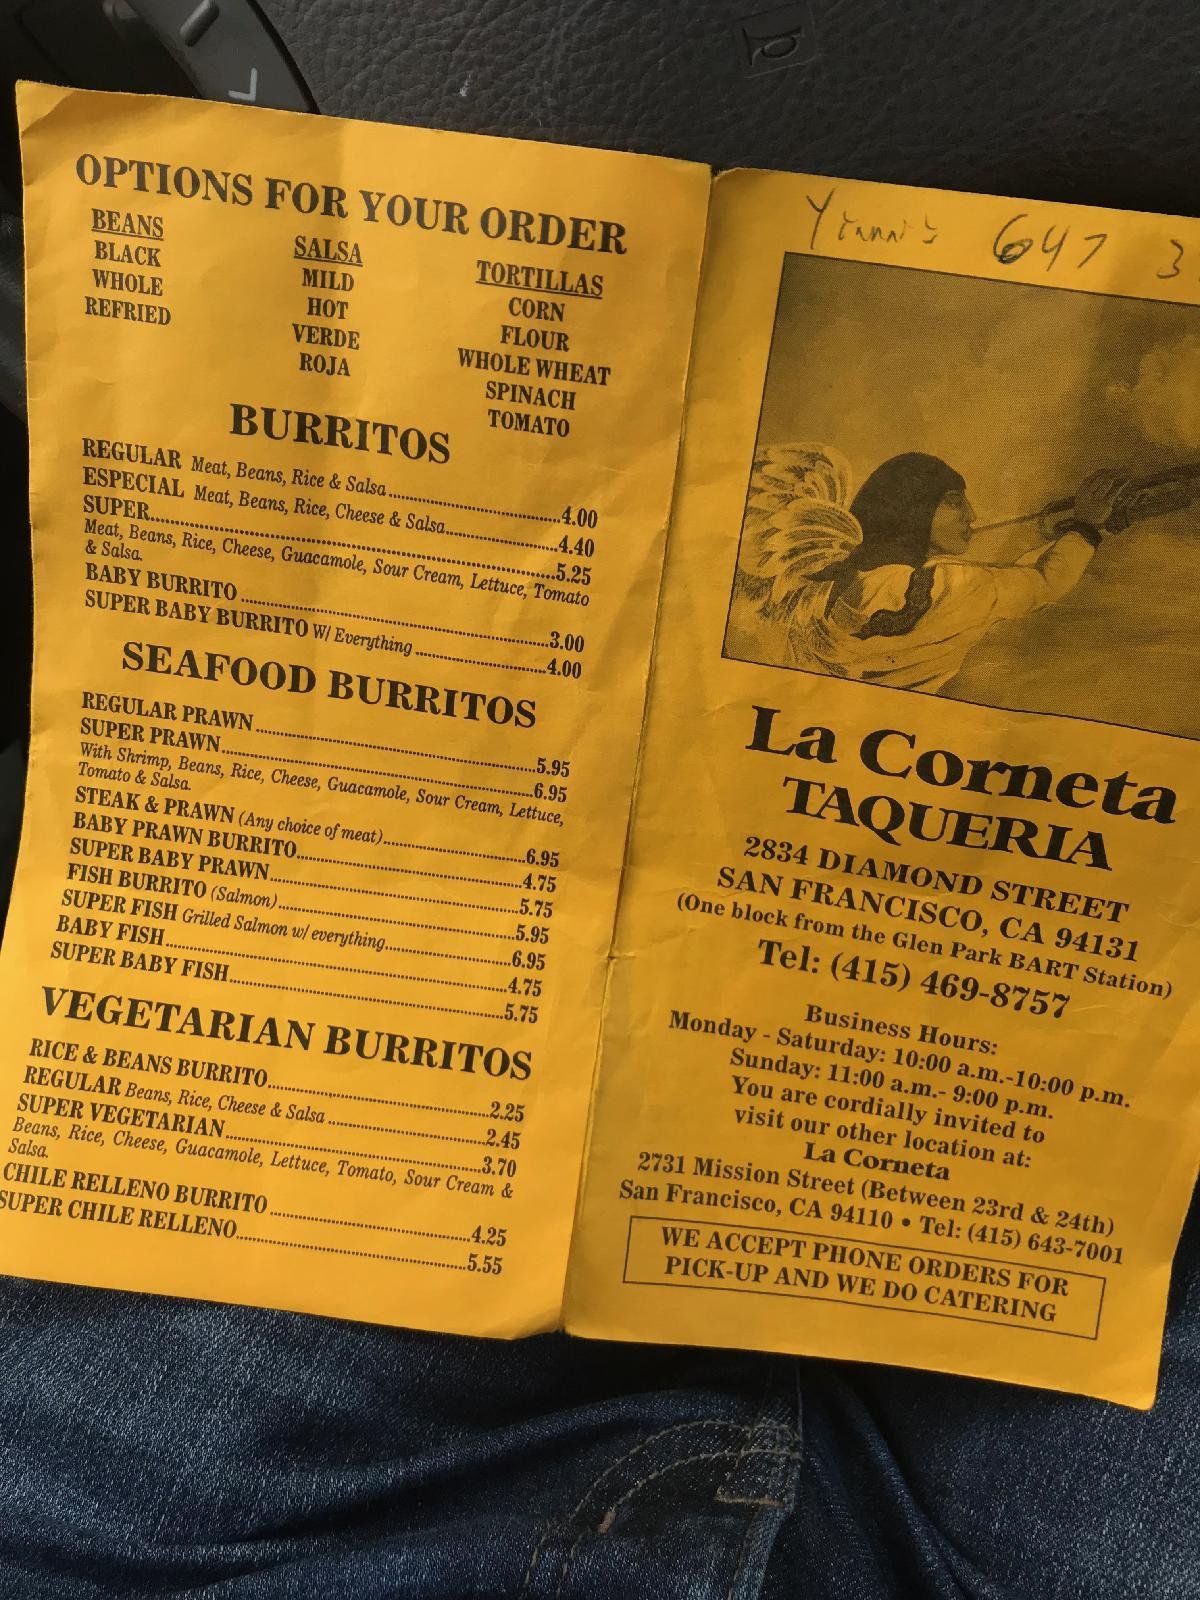 OPTIONS FOR YOUR ORDER
BEANS
BLACK
WHOLE
REFRIED
SALSA
MILD
HOT
VERDE
ROJA
TORTILLAS
CORN
FLOUR
WHOLE WHEAT
SPINACH
TOMATO
BURRITOS
REGULAR Meat, Beans, Rice & Salsa 4.00
ESPECIAL Meat, Beans, Rice, Cheese & Salsa 4.40
SUPER 5.25
Meat, Beans, Rice, Cheese, Guacamole, Sour Cream, Lettuce, Tomato
& Salsa.
BABY BURRITO 3.00
SUPER BABY BURRITO W/ Everything 4.00
SEAFOOD BURRITOS
REGULAR PRAWN 5.95
SUPER PRAWN 6.95
With Shrimp, Beans, Rice, Cheese, Guacamole, Sour Cream, Lettuce,
Tomato & Salsa.
STEAK & PRAWN (Any choice of meat) 6.95
BABY PRAWN BURRITO 4.75
SUPER BABY PRAWN 5.75
FISH BURRITO (Salmon) 5.95
SUPER FISH Grilled Salmon w/ everything 6.95
BABY FISH 4.75
SUPER BABY FISH 5.75
VEGETARIAN BURRITOS
RICE & BEANS BURRITO 2.25
REGULAR Beans, Rice, Cheese & Salsa 2.45
SUPER VEGETARIAN 3.70
Beans, Rice, Cheese, Guacamole, Lettuce, Tomato, Sour Cream &
Salsa.
CHILE RELLENO BURRITO 4.25
SUPER CHILE RELLENO 5.55
647 3
La Corneta
TAQUERIA
2834 DIAMOND STREET
SAN FRANCISCO, CA 94131
(One block from the Glen Park BART Station)
Tel: (415) 469-8757
Business Hours:
Monday - Saturday: 10:00 a.m.-10:00 p.m.
Sunday: 11:00 a.m.- 9:00 p.m.
You are cordially invited to
visit our other location at:
La Corneta
2731 Mission Street (Between 23rd & 24th)
San Francisco, CA 94110 • Tel: (415) 643-7001
WE ACCEPT PHONE ORDERS FOR
PICK-UP AND WE DO CATERING